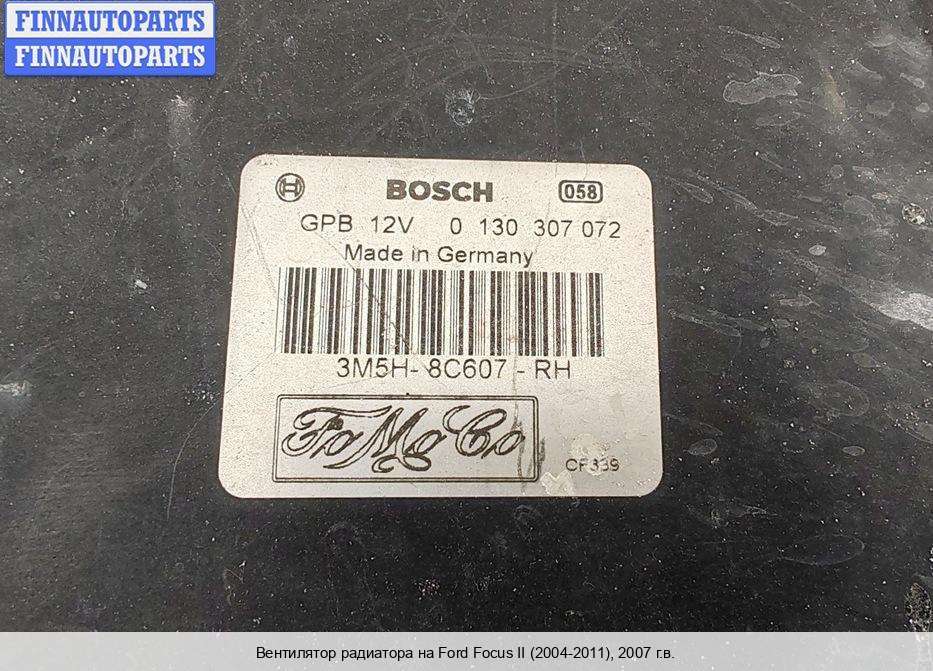 FINNAUTOPARTS
FINNAUTOPARTS
BOSCH 058
GPB 12V 0 130 307 072
Made in Germany
3M5H- 8C607 - RH
FoMoCo
CF339
Вентилятор радиатора на Ford Focus II (2004-2011), 2007 г.в.